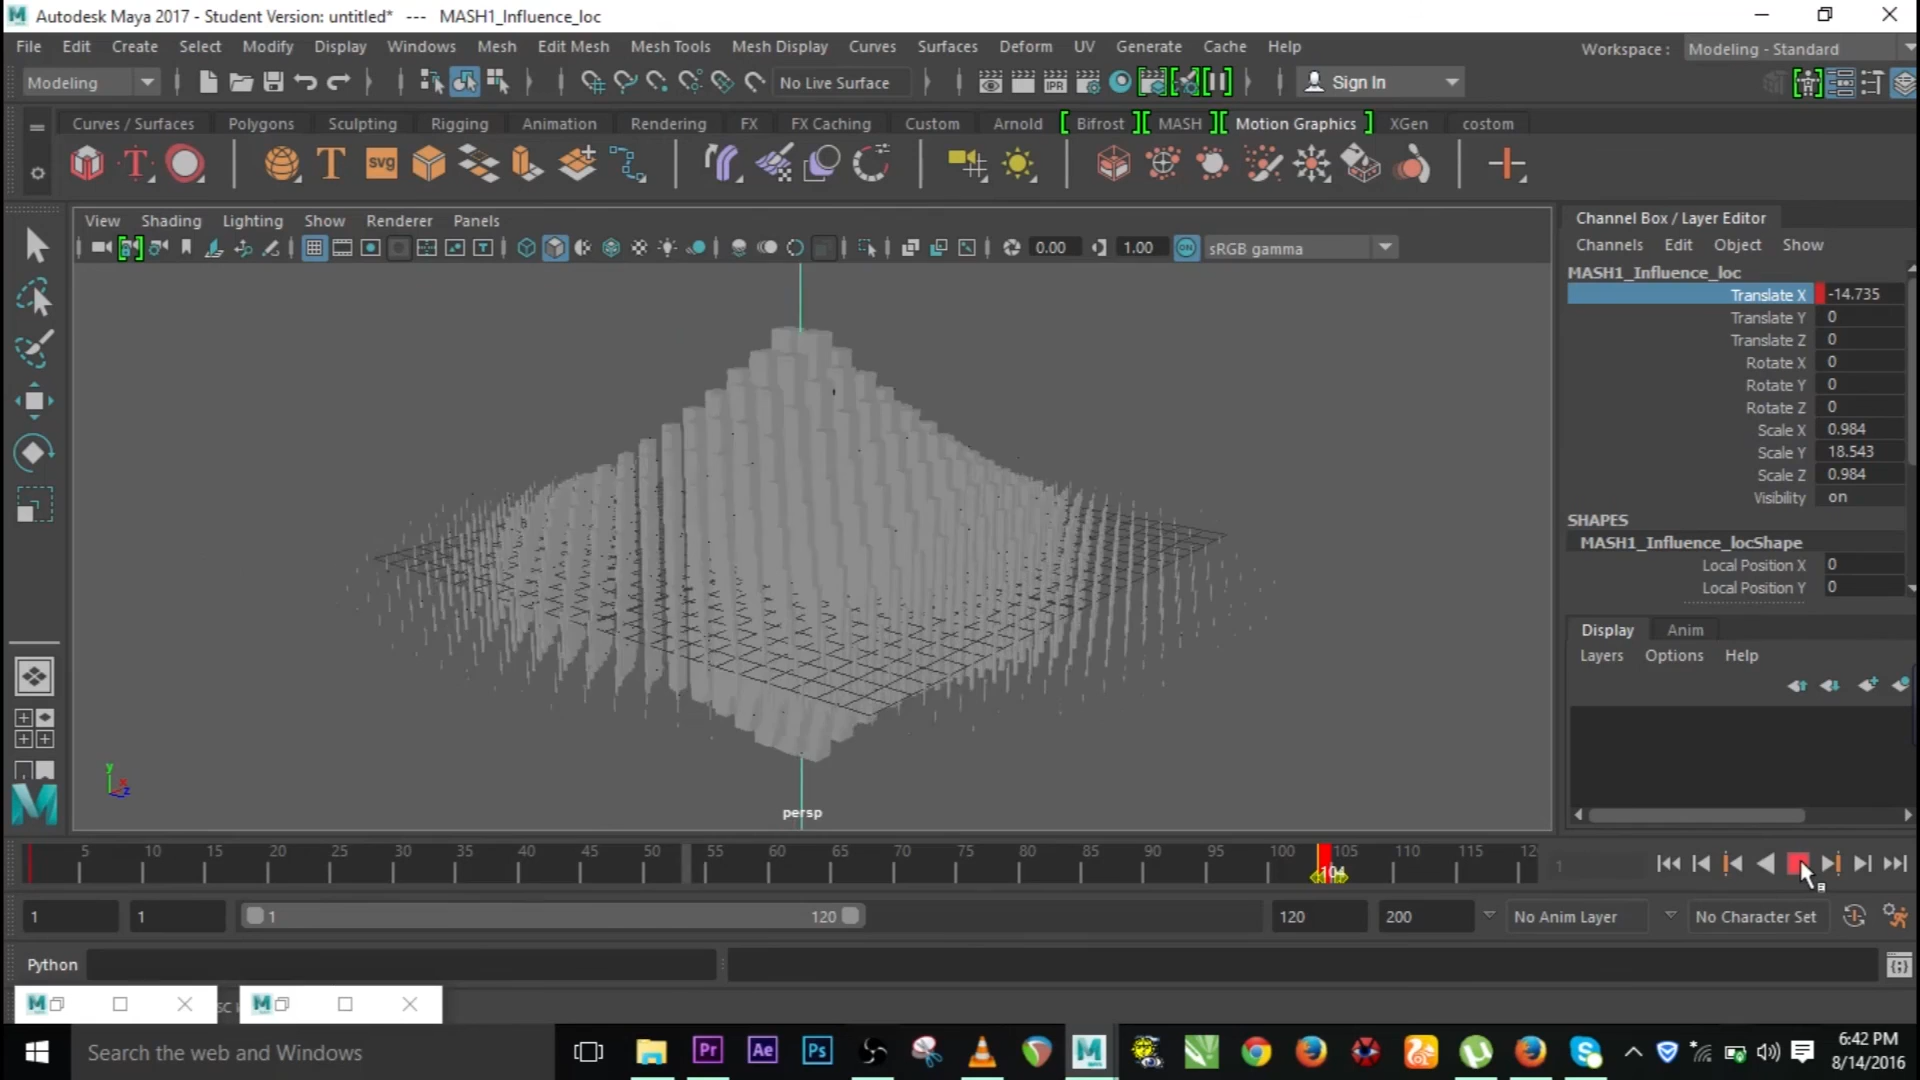 Autodesk Maya 2017 - Student Version: untitled* --- MASH1_Influence_loc
File Edit Create Select Modify Display Windows Mesh Edit Mesh Mesh Tools Mesh Display Curves Surfaces Deform UV Generate Cache Help Workspace : Modeling - Standard
Modeling No Live Surface IPR Sign In
Curves / Surfaces Polygons Sculpting Rigging Animation Rendering FX FX Caching Custom Arnold Bifrost MASH Motion Graphics XGen costom
T T svg
View Shading Lighting Show Renderer Panels
0.00 1.00 ON sRGB gamma
Channel Box / Layer Editor
Channels Edit Object Show
MASH1_Influence_loc
Translate X -14.735
Translate Y 0
Translate Z 0
Rotate X 0
Rotate Y 0
Rotate Z 0
Scale X 0.984
Scale Y 18.543
Scale Z 0.984
Visibility on
SHAPES
MASH1_Influence_locShape
Local Position X 0
Local Position Y 0
Display Anim
Layers Options Help
y x z
persp
5 10 15 20 25 30 35 40 45 50 55 60 65 70 75 80 85 90 95 100 105 110 115 12
104 1
1 1 1 120 120 200 No Anim Layer No Character Set
Python
M M
Search the web and Windows Pr Ae Ps M S 6:42 PM
8/14/2016